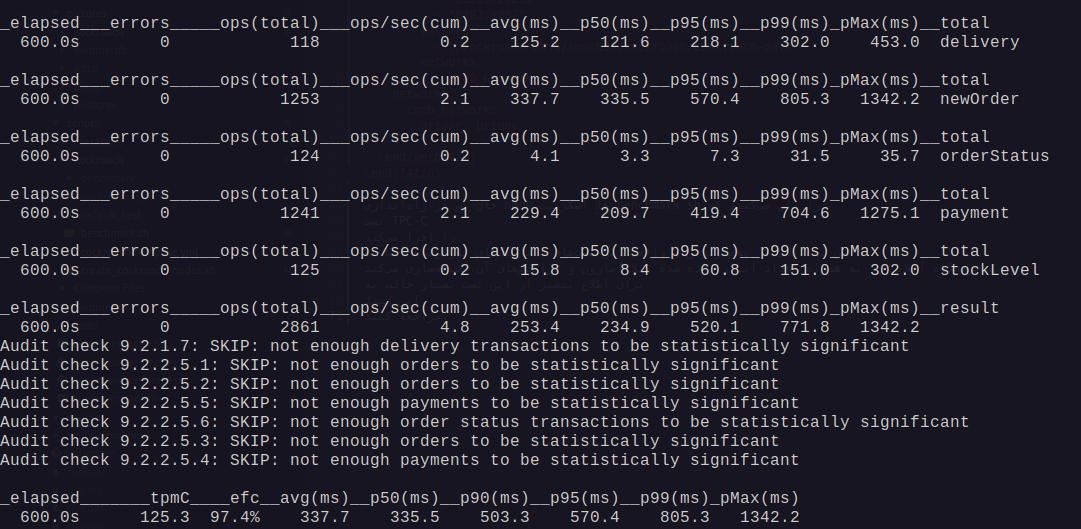 _elapsed___errors_____ops(total)___ops/sec(cum)__avg(ms)__p50(ms)__p95(ms)__p99(ms)_pMax(ms)__total
600.0s 0 118 0.2 125.2 121.6 218.1 302.0 453.0 delivery
_elapsed___errors_____ops(total)___ops/sec(cum)__avg(ms)__p50(ms)__p95(ms)__p99(ms)_pMax(ms)__total
600.0s 0 1253 2.1 337.7 335.5 570.4 805.3 1342.2 newOrder
_elapsed___errors_____ops(total)___ops/sec(cum)__avg(ms)__p50(ms)__p95(ms)__p99(ms)_pMax(ms)__total
600.0s 0 124 0.2 4.1 3.3 7.3 31.5 35.7 orderStatus
_elapsed___errors_____ops(total)___ops/sec(cum)__avg(ms)__p50(ms)__p95(ms)__p99(ms)_pMax(ms)__total
600.0s 0 1241 2.1 229.4 209.7 419.4 704.6 1275.1 payment
_elapsed___errors_____ops(total)___ops/sec(cum)__avg(ms)__p50(ms)__p95(ms)__p99(ms)_pMax(ms)__total
600.0s 0 125 0.2 15.8 8.4 60.8 151.0 302.0 stockLevel
_elapsed___errors_____ops(total)___ops/sec(cum)__avg(ms)__p50(ms)__p95(ms)__p99(ms)_pMax(ms)__result
600.0s 0 2861 4.8 253.4 234.9 520.1 771.8 1342.2
Audit check 9.2.1.7: SKIP: not enough delivery transactions to be statistically significant
Audit check 9.2.2.5.1: SKIP: not enough orders to be statistically significant
Audit check 9.2.2.5.2: SKIP: not enough orders to be statistically significant
Audit check 9.2.2.5.5: SKIP: not enough payments to be statistically significant
Audit check 9.2.2.5.6: SKIP: not enough order status transactions to be statistically significant
Audit check 9.2.2.5.3: SKIP: not enough orders to be statistically significant
Audit check 9.2.2.5.4: SKIP: not enough payments to be statistically significant
_elapsed_______tpmC____efc__avg(ms)__p50(ms)__p90(ms)__p95(ms)__p99(ms)_pMax(ms)
600.0s 125.3 97.4% 337.7 335.5 503.3 570.4 805.3 1342.2